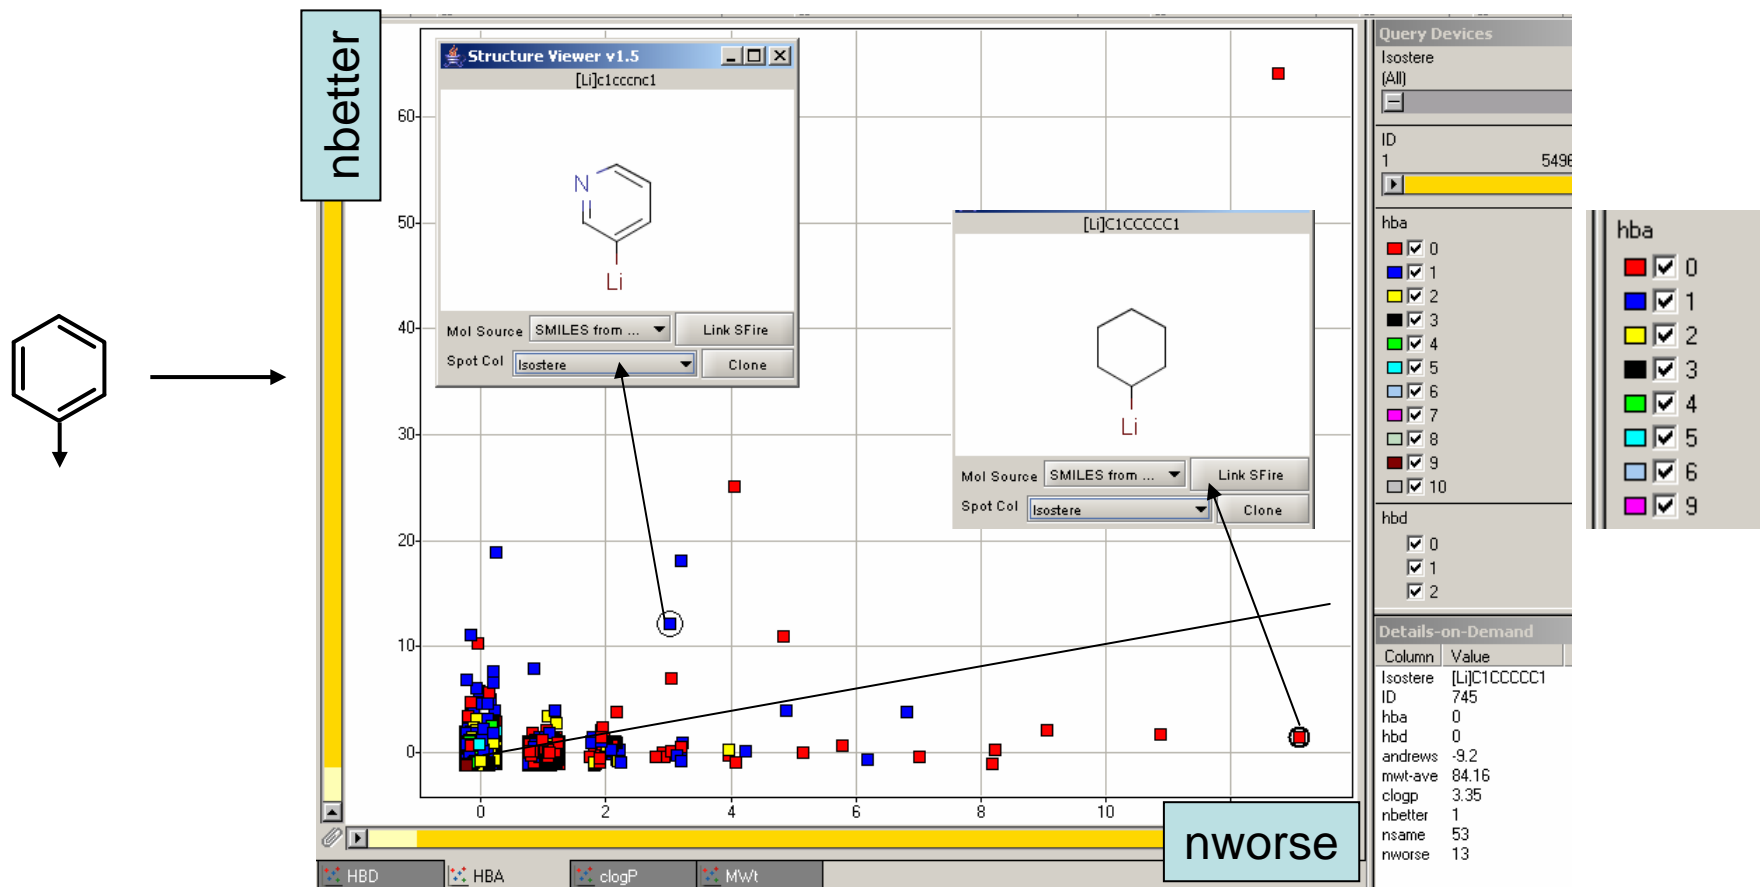 nbetter
Structure Viewer v1.5
[Li]c1cccnc1
N
Li
Mol Source SMILES from ... Link SFire
Spot Col Isostere Clone
[Li]C1CCCCC1
Li
Mol Source SMILES from ... Link SFire
Spot Col Isostere Clone
60
50
40
30
20
10
0
0 2 4 6 8 10
nworse
HBD HBA clogP MWt
Query Devices
Isostere
(All)
ID
1 5496
hba
0
1
2
3
4
5
6
7
8
9
10
hbd
0
1
2
Details-on-Demand
Column Value
Isostere [Li]C1CCCCC1
ID 745
hba 0
hbd 0
andrews -9.2
mwt-ave 84.16
clogp 3.35
nbetter 1
nsame 53
nworse 13
hba
0
1
2
3
4
5
6
9